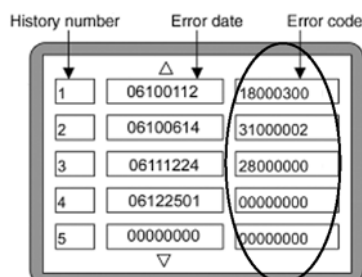 History number Error date Error code
1 06100112 18000300
2 06100614 31000002
3 06111224 28000000
4 06122501 00000000
5 00000000 00000000